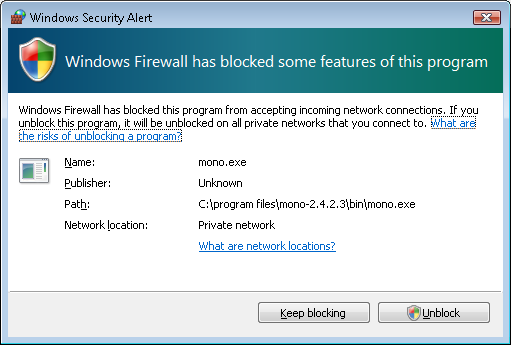 Windows Security Alert
Windows Firewall has blocked some features of this program
Windows Firewall has blocked this program from accepting incoming network connections. If you
unblock this program, it will be unblocked on all private networks that you connect to. What are
the risks of unblocking a program?
Name: mono.exe
Publisher: Unknown
Path: C:\program files\mono-2.4.2.3\bin\mono.exe
Network location: Private network
What are network locations?
Keep blocking Unblock